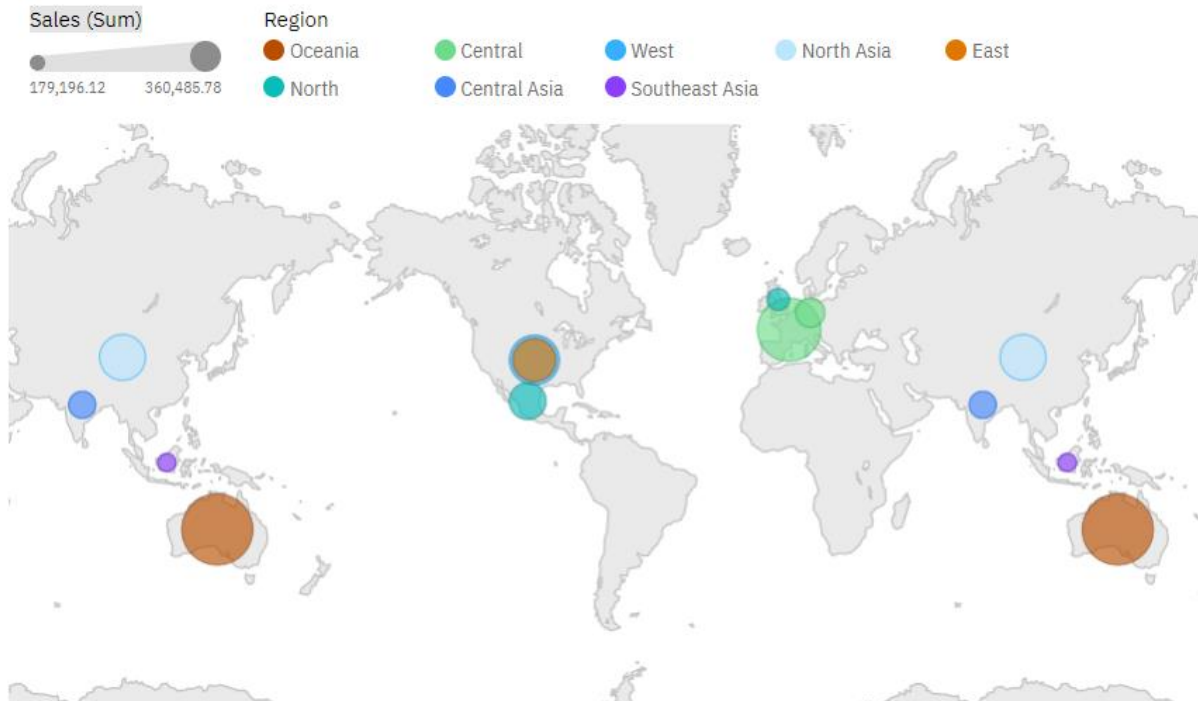 Sales (Sum)
179,196.12 360,485.78
Region
Oceania Central West North Asia East
North Central Asia Southeast Asia